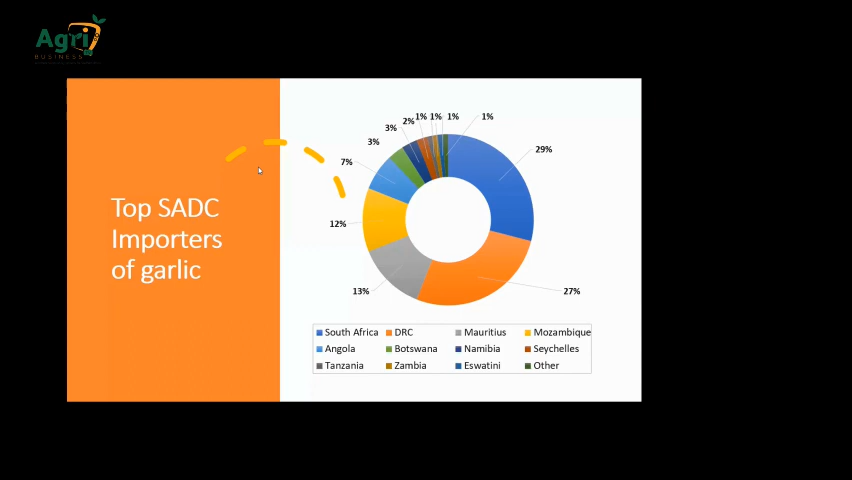 Agri
BUSINESS
Top SADC
Importers
of garlic
29%
27%
13%
12%
7%
3%
3%
2%
1%
1%
1%
1%
South Africa
DRC
Mauritius
Mozambique
Angola
Botswana
Namibia
Seychelles
Tanzania
Zambia
Eswatini
Other